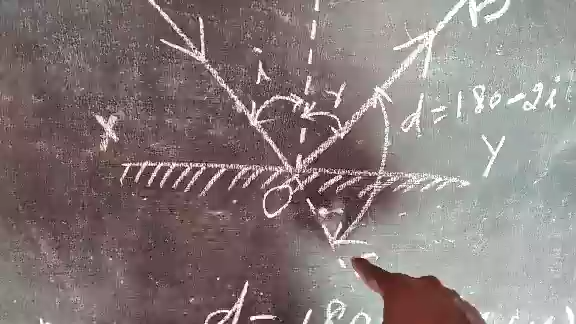 B
i r
d = 180 - 2i
X
Y
O
d = 180